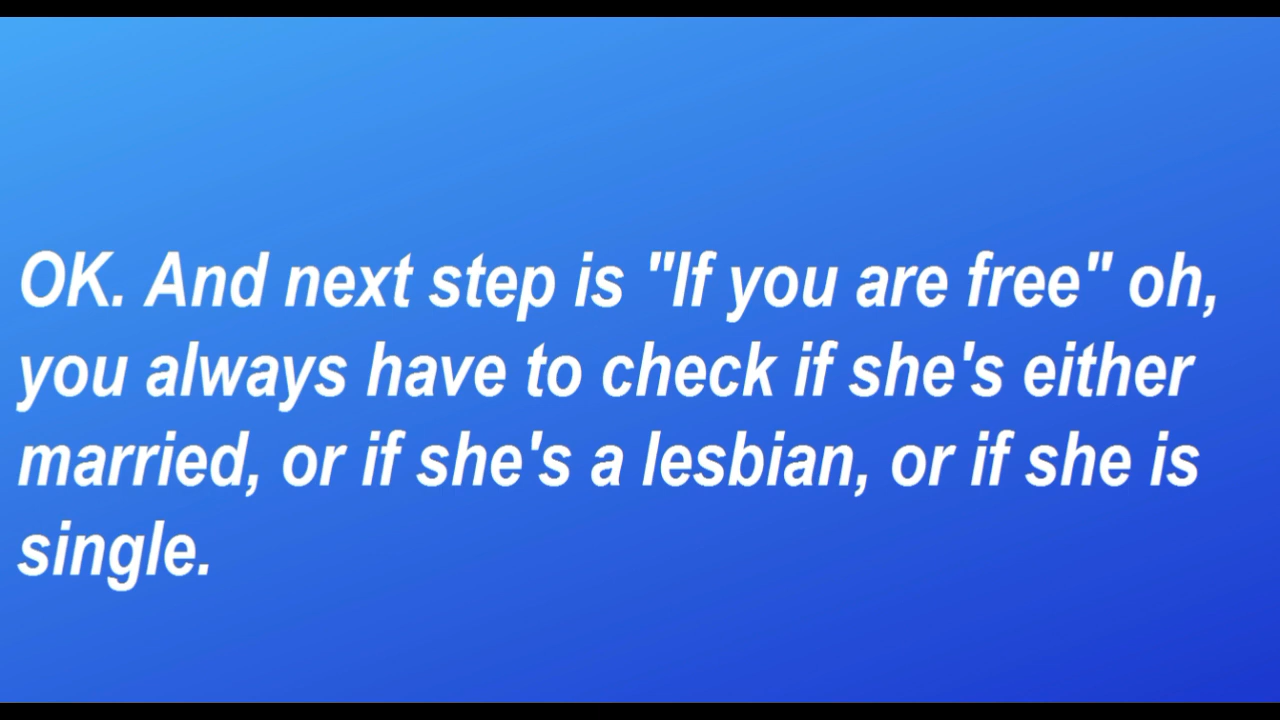 OK. And next step is "If you are free" oh,
you always have to check if she's either
married, or if she's a lesbian, or if she is
single.